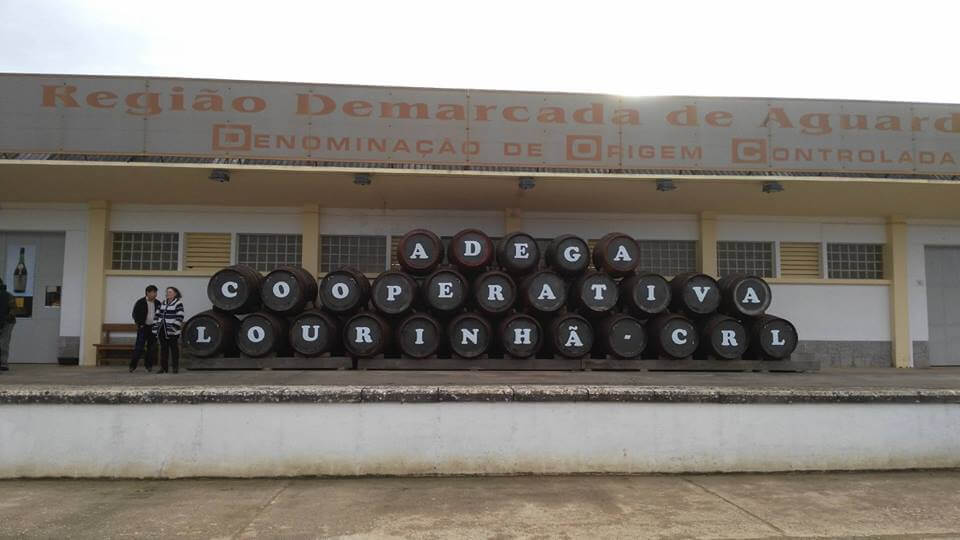 Região Demarcada de Aguard
DENOMINAÇÃO DE ORIGEM CONTROLADA
ADEGA
COOPERATIVA
LOURINHÃ-CRL